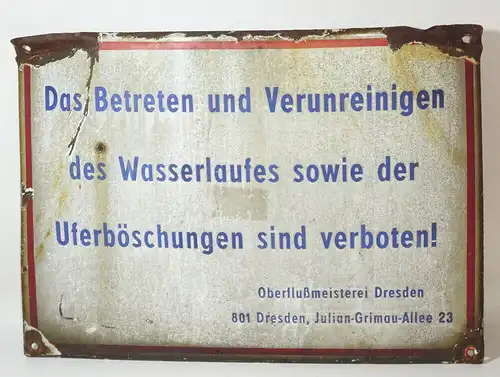 Das Betreten und Verunreinigen
des Wasserlaufes sowie der
Uferböschungen sind verboten!
Oberflußmeisterei Dresden
801 Dresden, Julian-Grimau-Allee 23